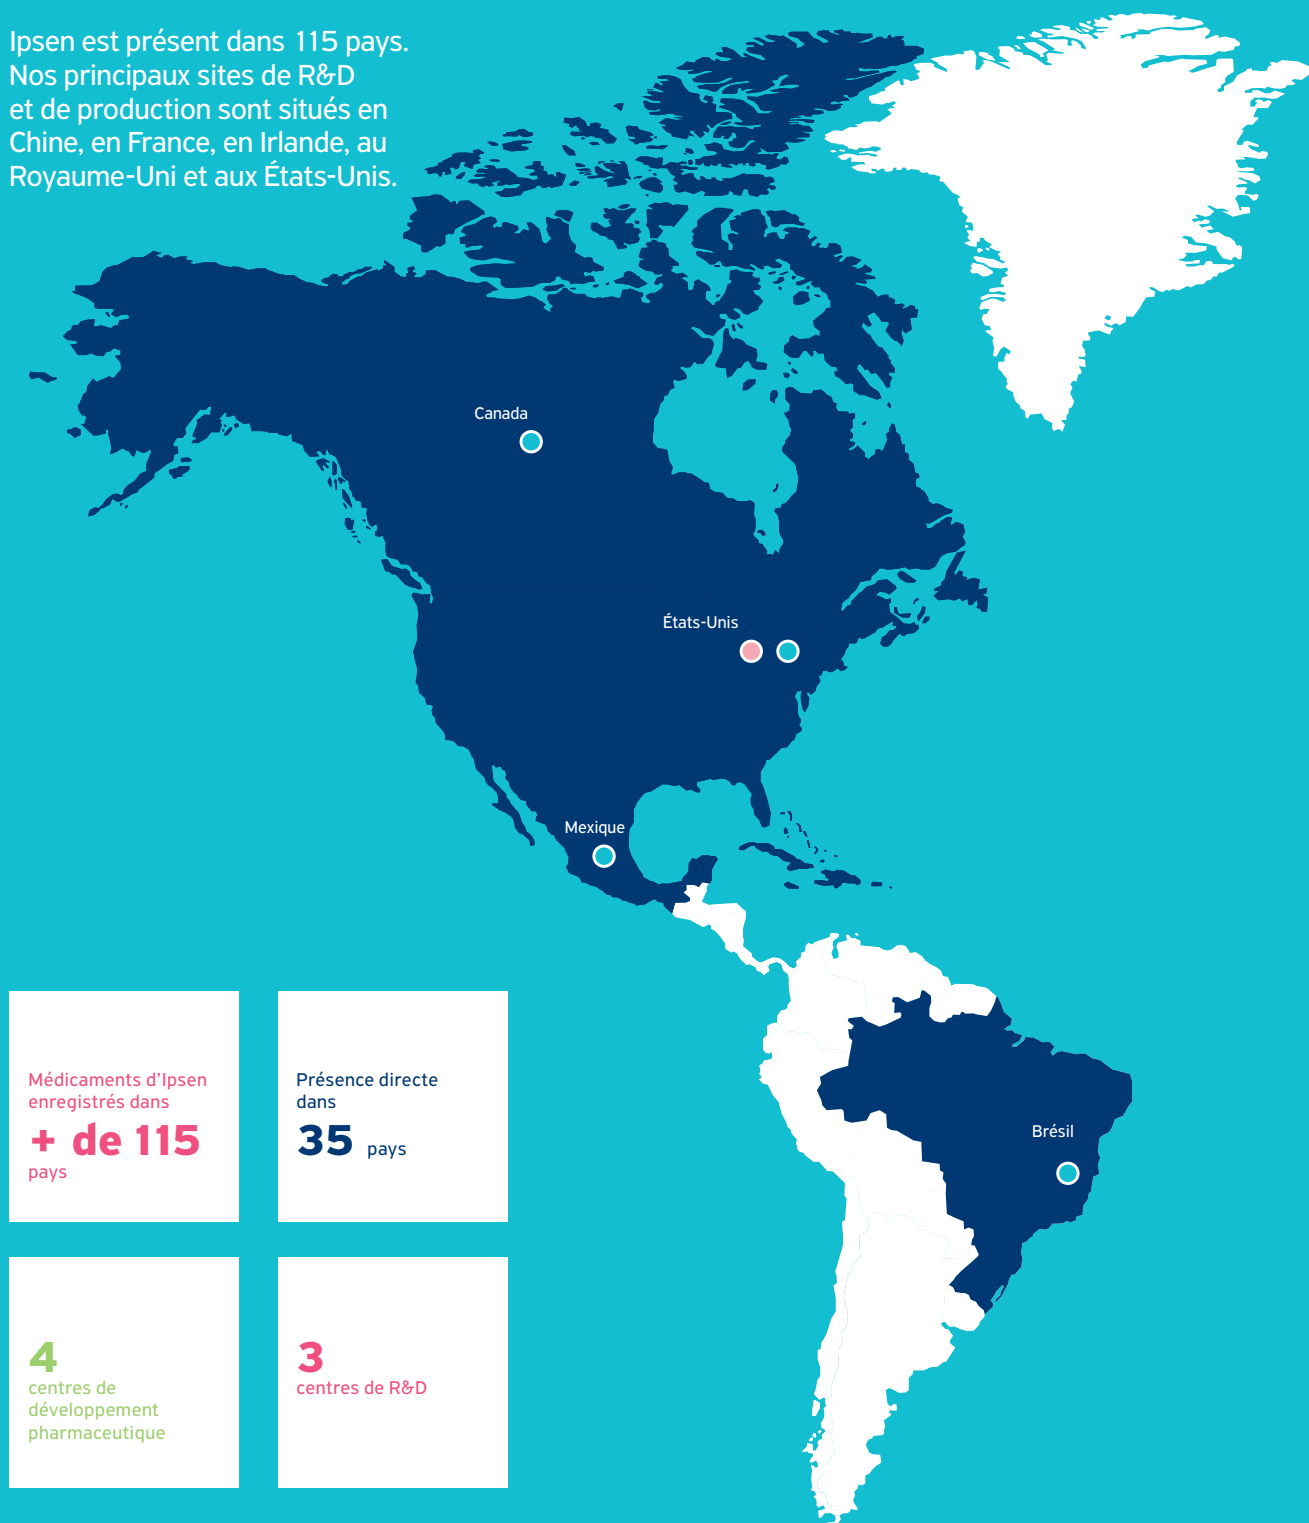 Ipsen est présent dans 115 pays.
Nos principaux sites de R&D
et de production sont situés en
Chine, en France, en Irlande, au
Royaume-Uni et aux États-Unis.
Canada
États-Unis
Mexique
Brésil
Médicaments d’Ipsen
enregistrés dans
+ de 115
pays
Présence directe
dans
35 pays
4
centres de
développement
pharmaceutique
3
centres de R&D